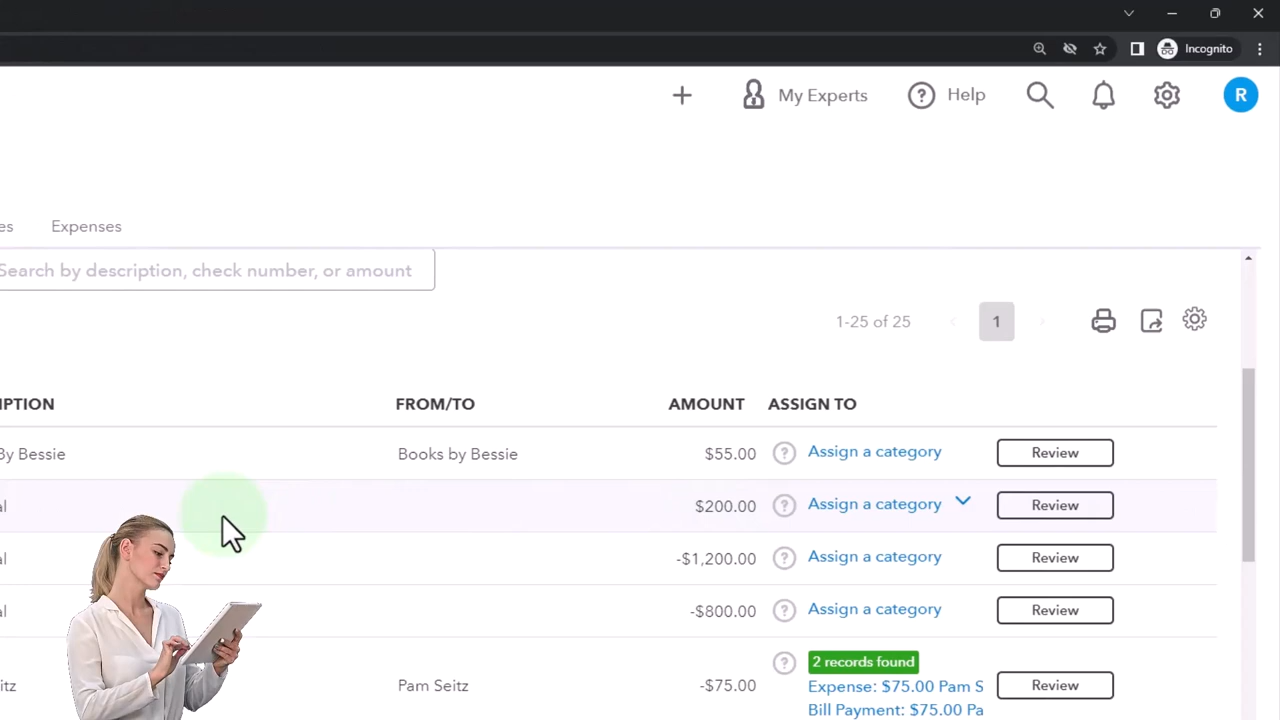 Incognito
My Experts
Help
R
es
Expenses
Search by description, check number, or amount
1-25 of 25
1
IPTION FROM/TO AMOUNT ASSIGN TO
By Bessie Books by Bessie $55.00 Assign a category Review
al $200.00 Assign a category Review
al -$1,200.00 Assign a category Review
al -$800.00 Assign a category Review
2 records found
itz Pam Seitz -$75.00 Expense: $75.00 Pam S Review
Bill Payment: $75.00 Pa